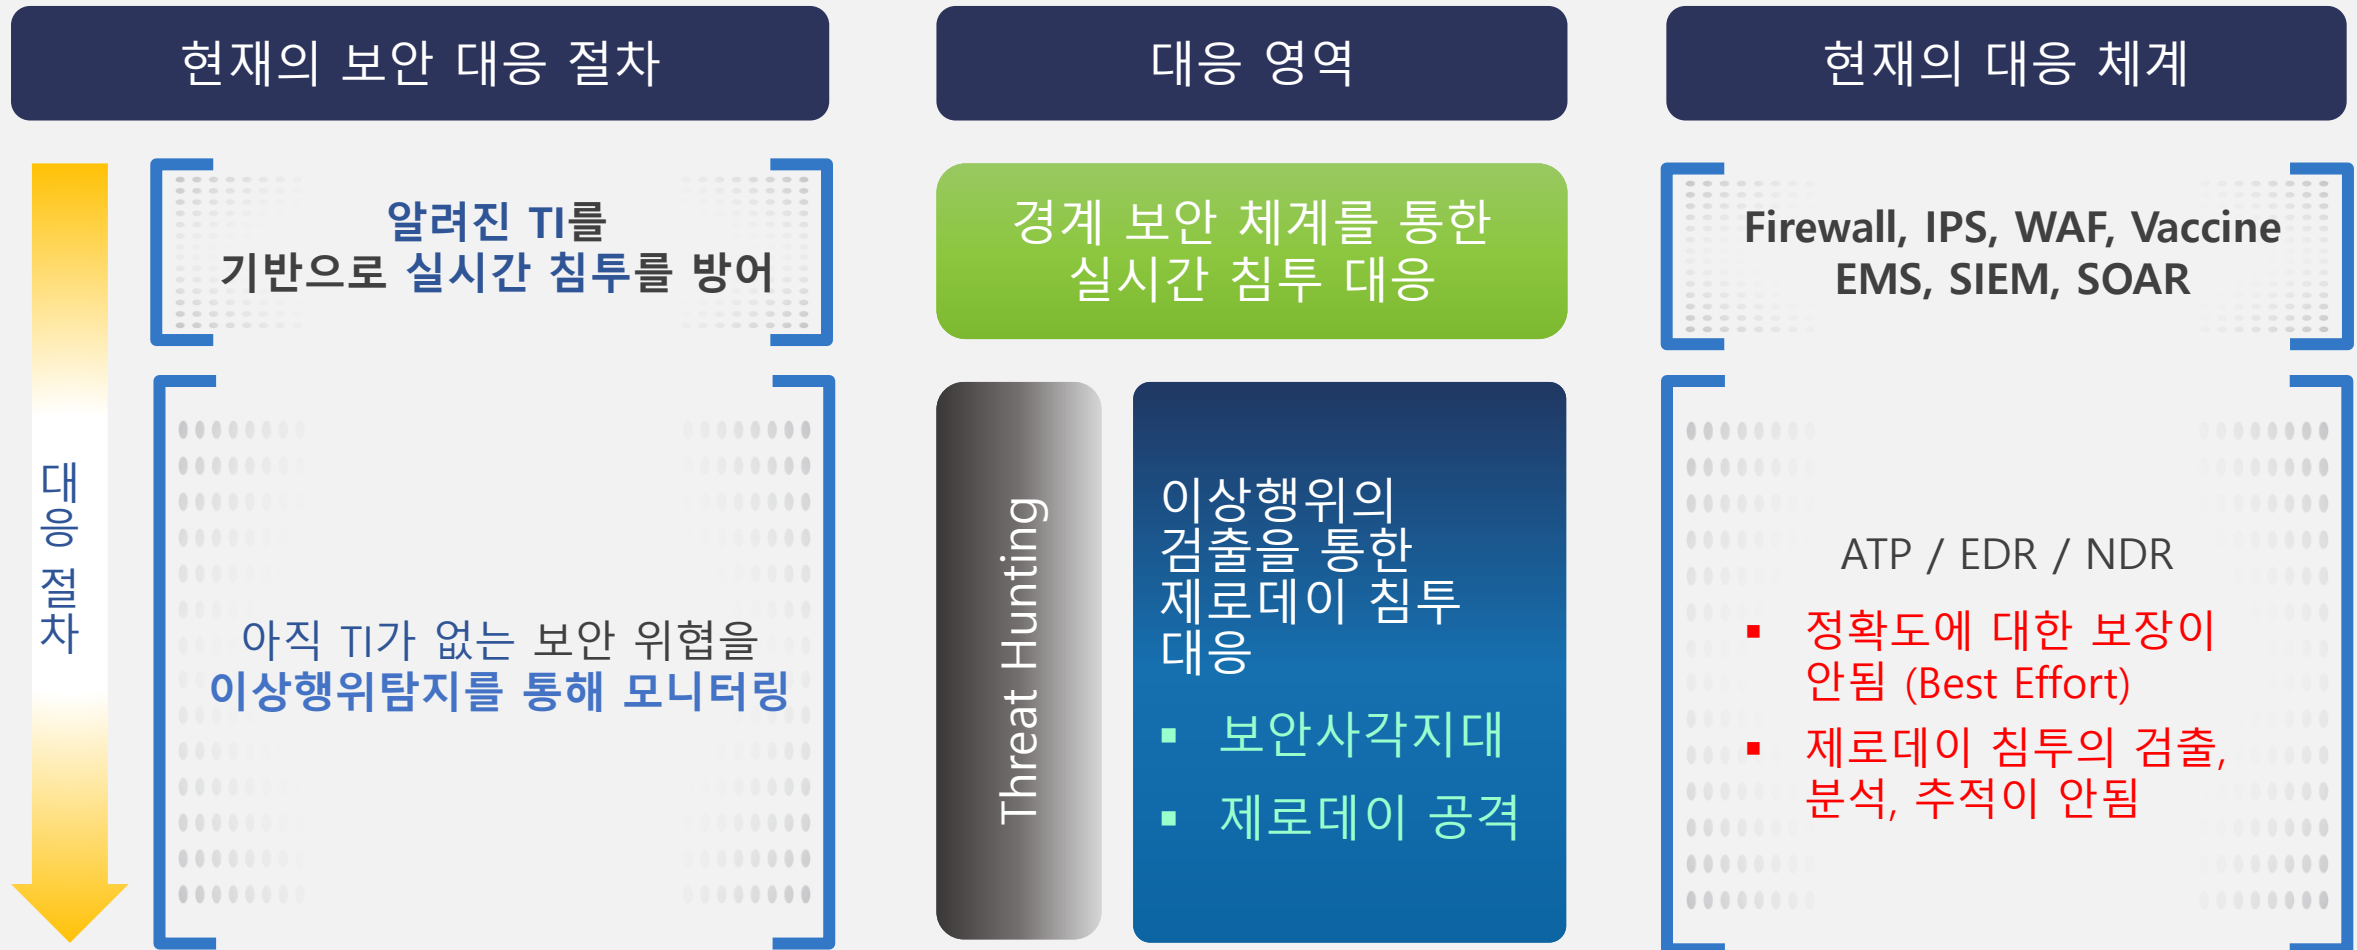 현재의 보안 대응 절차
대응 영역
현재의 대응 체계
알려진 TI를
기반으로 실시간 침투를 방어
경계 보안 체계를 통한
실시간 침투 대응
Firewall, IPS, WAF, Vaccine
EMS, SIEM, SOAR
대응 절차
아직 TI가 없는 보안 위협을
이상행위탐지를 통해 모니터링
Threat Hunting
이상행위의
검출을 통한
제로데이 침투
대응
▪ 보안사각지대
▪ 제로데이 공격
ATP / EDR / NDR
▪ 정확도에 대한 보장이
안됨 (Best Effort)
▪ 제로데이 침투의 검출,
분석, 추적이 안됨